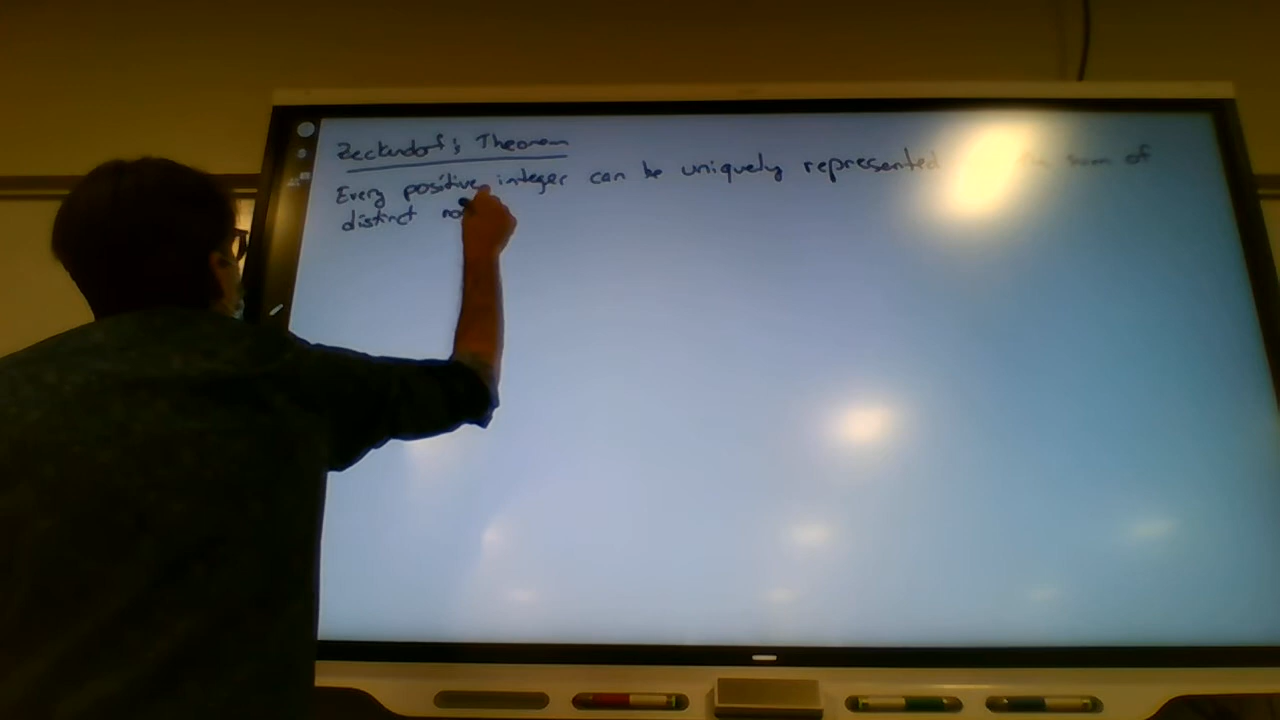 Zeckendorf's Theorem
Every positive integer can be uniquely represented sum of
distinct